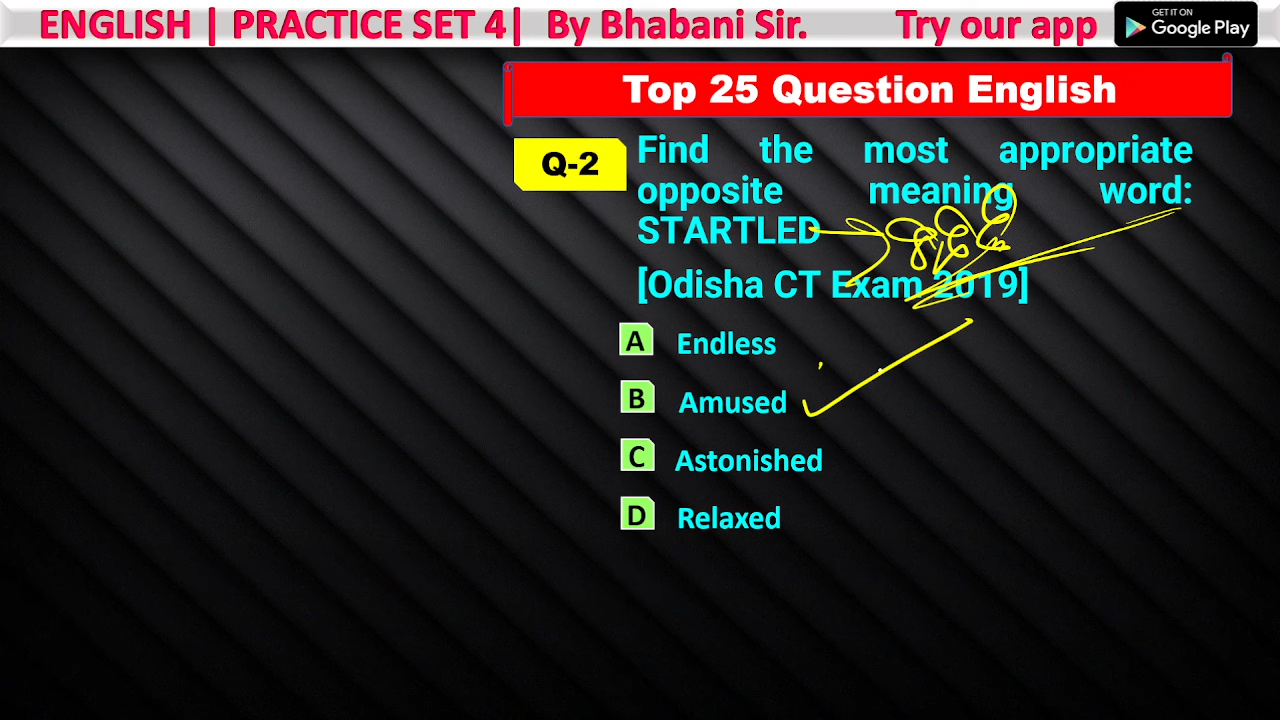 ENGLISH | PRACTICE SET 4| By Bhabani Sir. Try our app
GET IT ON
Google Play
Top 25 Question English
Q-2
Find the most appropriate
opposite meaning word:
STARTLED
[Odisha CT Exam 2019]
A Endless
B Amused
C Astonished
D Relaxed